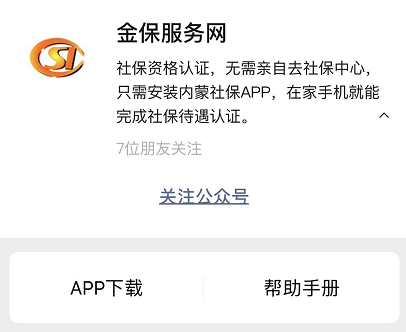 金保服务网
SI
社保资格认证，无需亲自去社保中心，
只需安装内蒙社保APP，在家手机就能
完成社保待遇认证。
7位朋友关注
关注公众号
APP下载
帮助手册